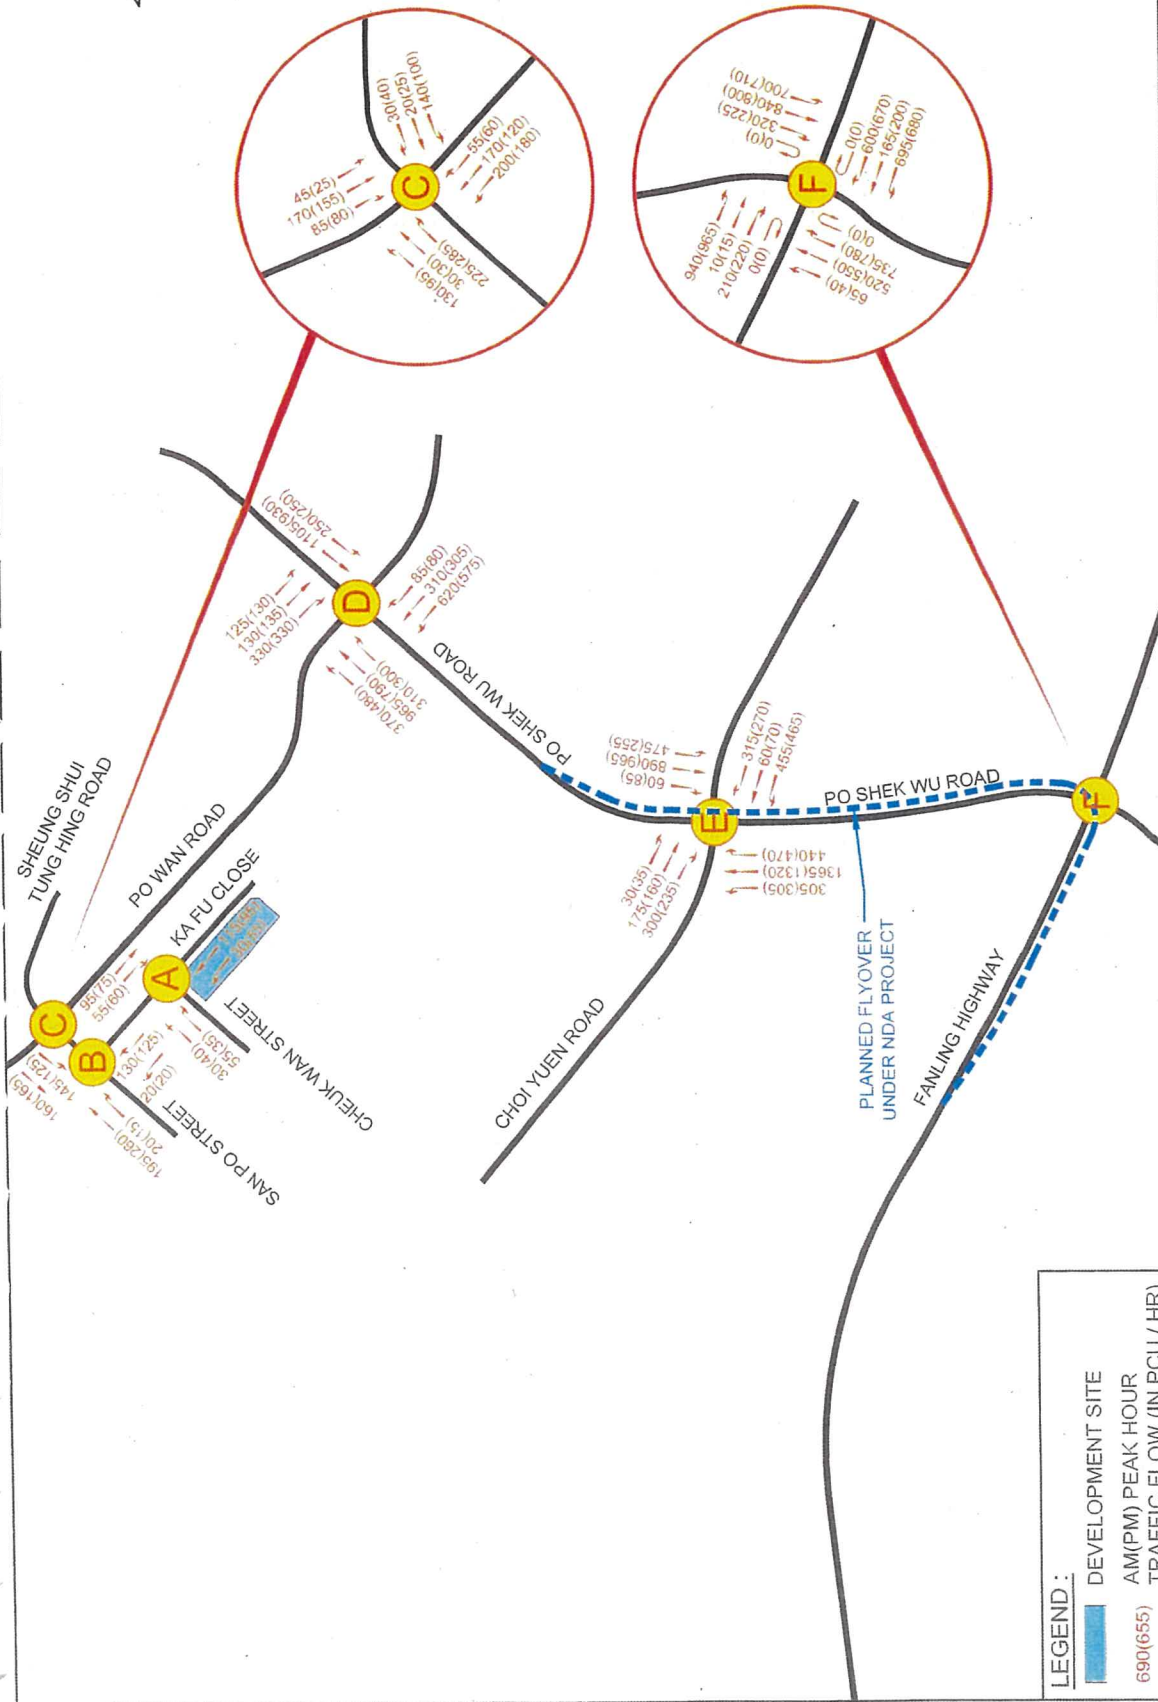 SHEUNG SHUI
TUNG HING ROAD
PO WAN ROAD
KA FU CLOSE
CHEUK WAN STREET
SAN PO STREET
PO SHEK WU ROAD
PO SHEK WU ROAD
CHOI YUEN ROAD
FANLING HIGHWAY
PLANNED FLYOVER
UNDER NDA PROJECT
A
B
C
D
E
F
C
F
45(25)
170(155)
85(80)
30(40)
20(25)
140(100)
55(60)
170(120)
200(180)
130(95)
30(30)
225(285)
940(965)
10(15)
210(220)
0(0)
0(0)
320(225)
840(800)
700(710)
0(0)
600(670)
165(200)
695(680)
65(40)
520(550)
735(780)
0(0)
125(130)
130(135)
330(330)
1105(930)
250(250)
85(80)
310(305)
620(575)
370(480)
965(790)
310(300)
60(85)
890(965)
475(255)
30(35)
175(160)
300(235)
315(270)
60(70)
455(465)
305(305)
1365(1320)
440(470)
160(165)
145(125)
95(75)
55(60)
130(125)
20(20)
30(40)
55(35)
195(260)
20(15)
LEGEND :
DEVELOPMENT SITE
690(655)
AM(PM) PEAK HOUR
TRAFFIC FLOW (IN PCU / HR)